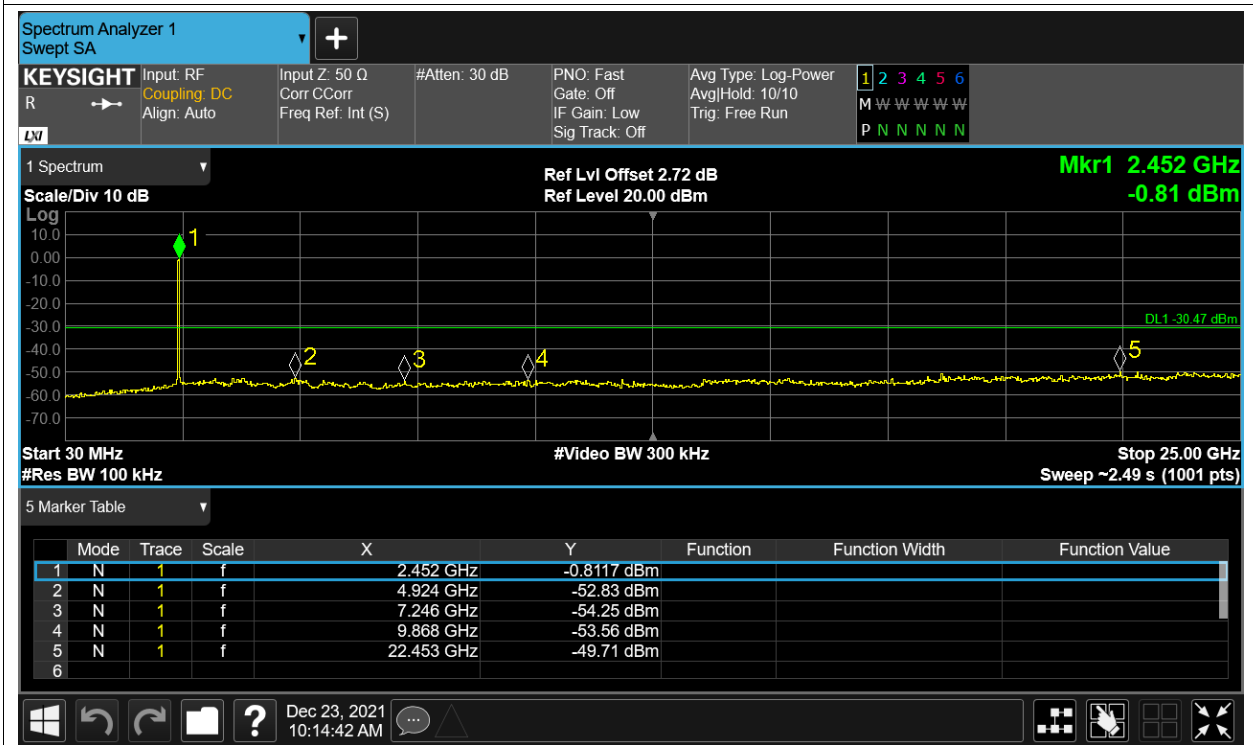 Spectrum Analyzer 1
Swept SA
KEYSIGHT
R
LXI
Input: RF
Coupling: DC
Align: Auto
Input Z: 50 Ω
Corr CCorr
Freq Ref: Int (S)
#Atten: 30 dB
PNO: Fast
Gate: Off
IF Gain: Low
Sig Track: Off
Avg Type: Log-Power
Avg|Hold: 10/10
Trig: Free Run
1 2 3 4 5 6
M W W W W W
P N N N N N
1 Spectrum
Scale/Div 10 dB
Ref Lvl Offset 2.72 dB
Ref Level 20.00 dBm
Mkr1 2.452 GHz
-0.81 dBm
Log
10.0
0.00
-10.0
-20.0
-30.0
-40.0
-50.0
-60.0
-70.0
1
2
3
4
5
DL1 -30.47 dBm
Start 30 MHz
#Video BW 300 kHz
Stop 25.00 GHz
#Res BW 100 kHz
Sweep ~2.49 s (1001 pts)
5 Marker Table
Mode Trace Scale X Y Function Function Width Function Value
1 N 1 f 2.452 GHz -0.8117 dBm
2 N 1 f 4.924 GHz -52.83 dBm
3 N 1 f 7.246 GHz -54.25 dBm
4 N 1 f 9.868 GHz -53.56 dBm
5 N 1 f 22.453 GHz -49.71 dBm
6
?
Dec 23, 2021
10:14:42 AM